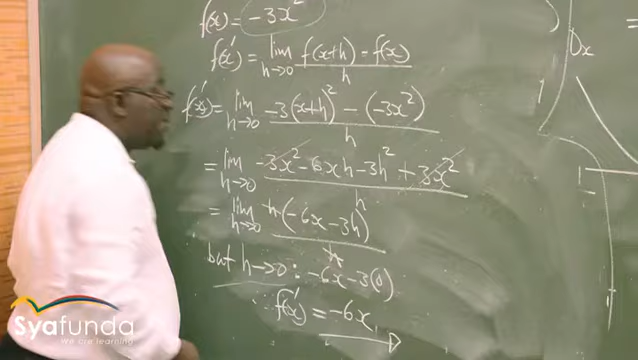 f(x) = -3x²
f'(x) = lim h→0 f(x+h) - f(x) / h
f'(x) = lim h→0 -3(x+h)² - (-3x²) / h
= lim h→0 -3x² - 6xh - 3h² + 3x² / h
= lim h→0 h(-6x - 3h) / h
but h→0 : -6x - 3(0)
f'(x) = -6x
Dx
Syafunda
We are learning